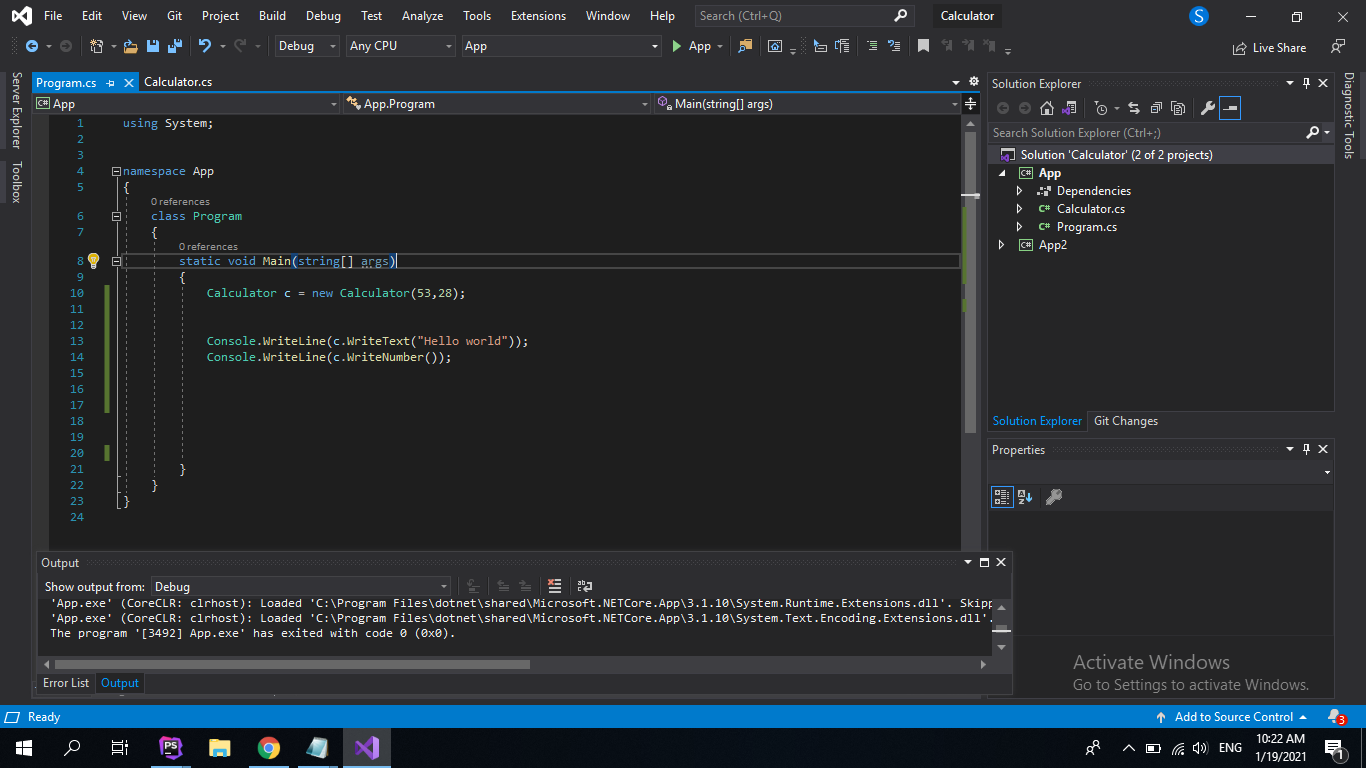 File Edit View Git Project Build Debug Test Analyze Tools Extensions Window Help Search (Ctrl+Q) Calculator S
Debug Any CPU App App Live Share
Server Explorer
Toolbox
Program.cs Calculator.cs
App App.Program Main(string[] args)
1 using System;
2
3
4 namespace App
5 {
0 references
6 class Program
7 {
0 references
8 static void Main(string[] args)
9 {
10 Calculator c = new Calculator(53,28);
11
12
13 Console.WriteLine(c.WriteText("Hello world"));
14 Console.WriteLine(c.WriteNumber());
15
16
17
18
19
20
21 }
22 }
23 }
24
Solution Explorer
Search Solution Explorer (Ctrl+;)
Solution 'Calculator' (2 of 2 projects)
C# App
Dependencies
C# Calculator.cs
C# Program.cs
C# App2
Solution Explorer Git Changes
Properties
Diagnostic Tools
Output
Show output from: Debug
'App.exe' (CoreCLR: clrhost): Loaded 'C:\Program Files\dotnet\shared\Microsoft.NETCore.App\3.1.10\System.Runtime.Extensions.dll'. Skipp
'App.exe' (CoreCLR: clrhost): Loaded 'C:\Program Files\dotnet\shared\Microsoft.NETCore.App\3.1.10\System.Text.Encoding.Extensions.dll'.
The program '[3492] App.exe' has exited with code 0 (0x0).
Error List Output
Activate Windows
Go to Settings to activate Windows.
Ready Add to Source Control 3
PS ENG 10:22 AM
1/19/2021 1